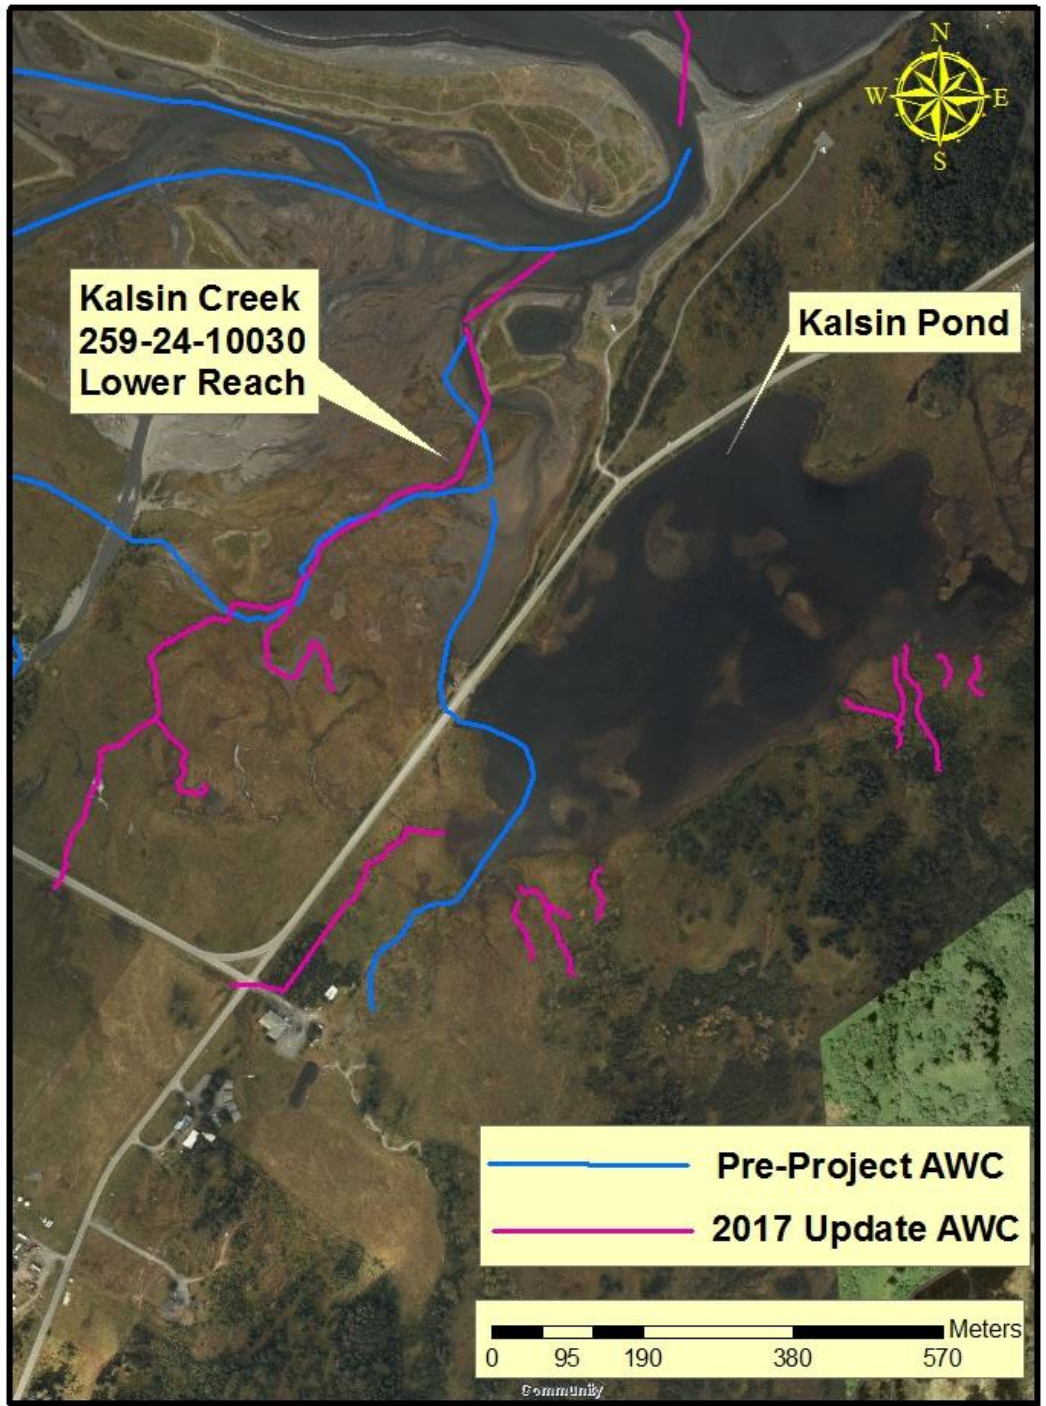 N
W E
S
Kalsin Creek
259-24-10030
Lower Reach
Kalsin Pond
Pre-Project AWC
2017 Update AWC
Meters
0 95 190 380 570
Community